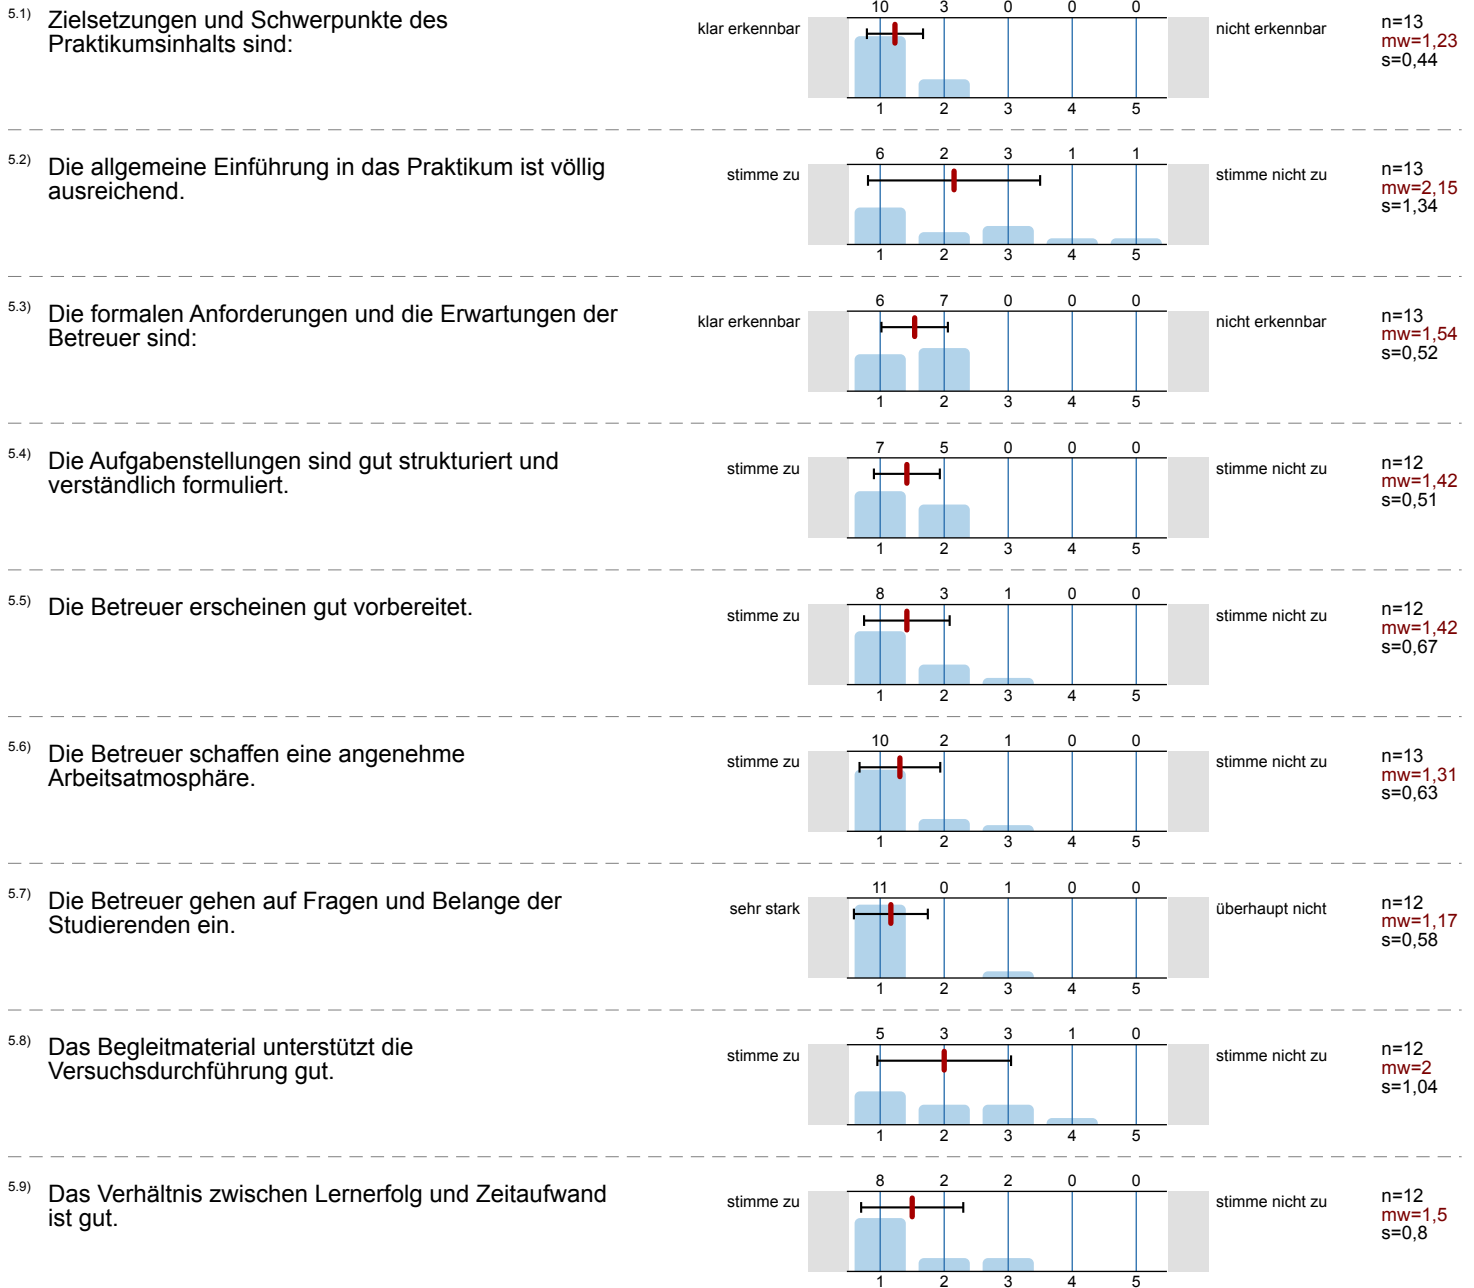 5.1) Zielsetzungen und Schwerpunkte des
Praktikumsinhalts sind:
klar erkennbar
10 3 0 0 0
1 2 3 4 5
nicht erkennbar
n=13
mw=1,23
s=0,44
5.2) Die allgemeine Einführung in das Praktikum ist völlig
ausreichend.
stimme zu
6 2 3 1 1
1 2 3 4 5
stimme nicht zu
n=13
mw=2,15
s=1,34
5.3) Die formalen Anforderungen und die Erwartungen der
Betreuer sind:
klar erkennbar
6 7 0 0 0
1 2 3 4 5
nicht erkennbar
n=13
mw=1,54
s=0,52
5.4) Die Aufgabenstellungen sind gut strukturiert und
verständlich formuliert.
stimme zu
7 5 0 0 0
1 2 3 4 5
stimme nicht zu
n=12
mw=1,42
s=0,51
5.5) Die Betreuer erscheinen gut vorbereitet.
stimme zu
8 3 1 0 0
1 2 3 4 5
stimme nicht zu
n=12
mw=1,42
s=0,67
5.6) Die Betreuer schaffen eine angenehme
Arbeitsatmosphäre.
stimme zu
10 2 1 0 0
1 2 3 4 5
stimme nicht zu
n=13
mw=1,31
s=0,63
5.7) Die Betreuer gehen auf Fragen und Belange der
Studierenden ein.
sehr stark
11 0 1 0 0
1 2 3 4 5
überhaupt nicht
n=12
mw=1,17
s=0,58
5.8) Das Begleitmaterial unterstützt die
Versuchsdurchführung gut.
stimme zu
5 3 3 1 0
1 2 3 4 5
stimme nicht zu
n=12
mw=2
s=1,04
5.9) Das Verhältnis zwischen Lernerfolg und Zeitaufwand
ist gut.
stimme zu
8 2 2 0 0
1 2 3 4 5
stimme nicht zu
n=12
mw=1,5
s=0,8